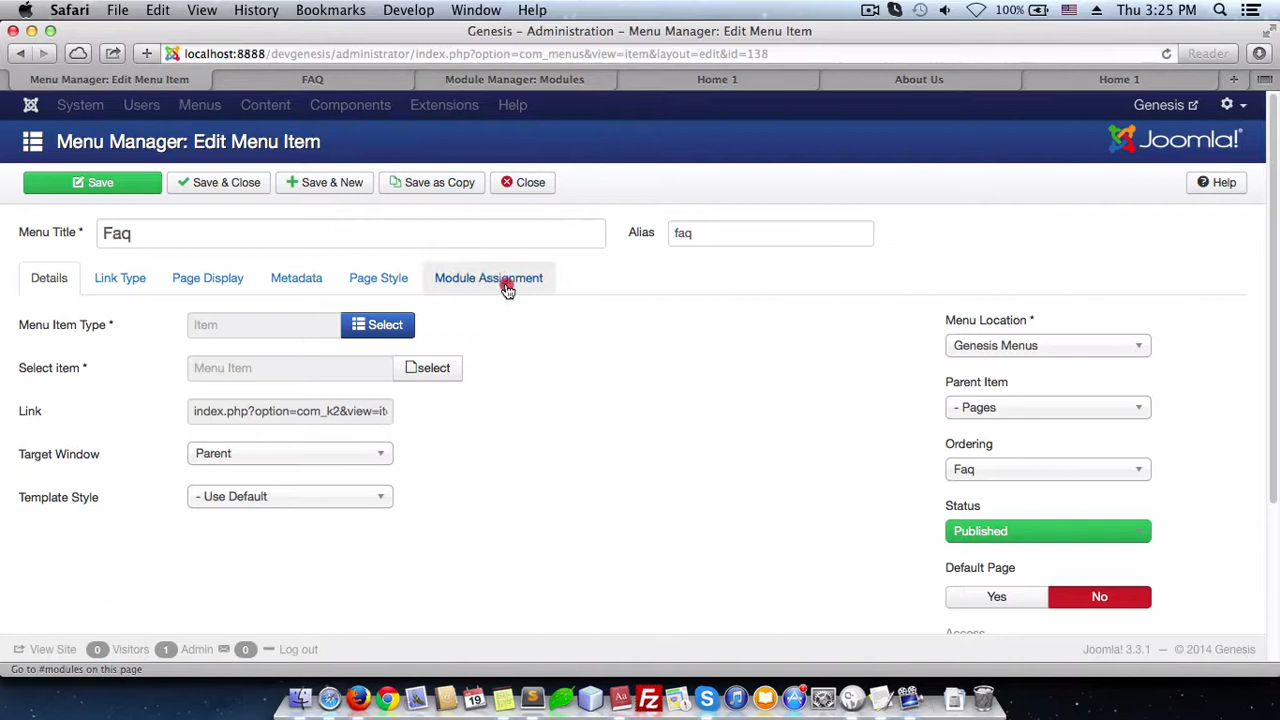 Safari File Edit View History Bookmarks Develop Window Help 100% Thu 3:25 PM
Genesis - Administration - Menu Manager: Edit Menu Item
localhost:8888/devgenesis/administrator/index.php?option=com_menus&view=item&layout=edit&id=138 Reader
Menu Manager: Edit Menu Item FAQ Module Manager: Modules Home 1 About Us Home 1
System Users Menus Content Components Extensions Help Genesis
Menu Manager: Edit Menu Item Joomla!
Save Save & Close Save & New Save as Copy Close Help
Menu Title * Faq Alias faq
Details Link Type Page Display Metadata Page Style Module Assignment
Menu Item Type * Item Select
Select item * Menu Item select
Link index.php?option=com_k2&view=it
Target Window Parent
Template Style - Use Default
Menu Location *
Genesis Menus
Parent Item
- Pages
Ordering
Faq
Status
Published
Default Page
Yes No
Access
View Site 0 Visitors 1 Admin 0 Log out Joomla! 3.3.1 — © 2014 Genesis
Go to #modules on this page
19
Aa
FZ